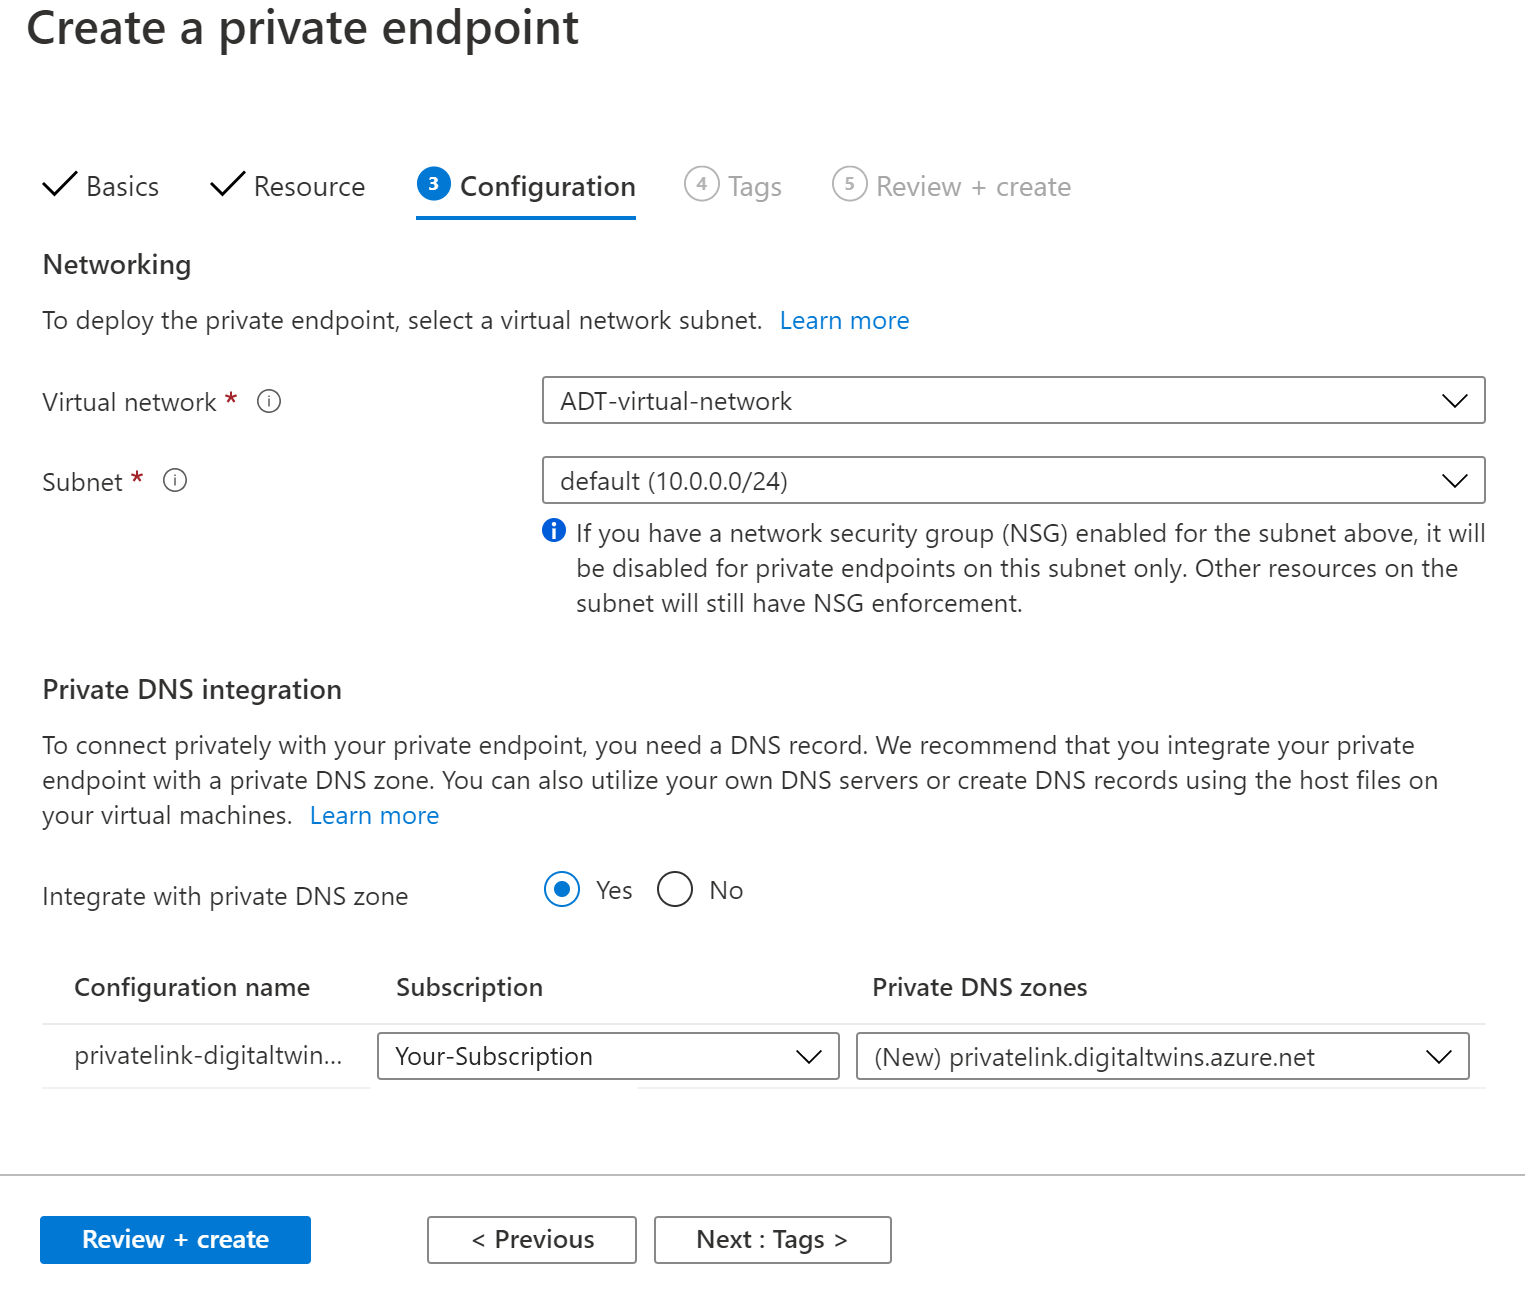 Create a private endpoint
Basics Resource 3 Configuration 4 Tags 5 Review + create
Networking
To deploy the private endpoint, select a virtual network subnet. Learn more
Virtual network * ADT-virtual-network
Subnet * default (10.0.0.0/24)
If you have a network security group (NSG) enabled for the subnet above, it will
be disabled for private endpoints on this subnet only. Other resources on the
subnet will still have NSG enforcement.
Private DNS integration
To connect privately with your private endpoint, you need a DNS record. We recommend that you integrate your private
endpoint with a private DNS zone. You can also utilize your own DNS servers or create DNS records using the host files on
your virtual machines. Learn more
Integrate with private DNS zone Yes No
Configuration name Subscription Private DNS zones
privatelink-digitaltwin... Your-Subscription (New) privatelink.digitaltwins.azure.net
Review + create < Previous Next : Tags >